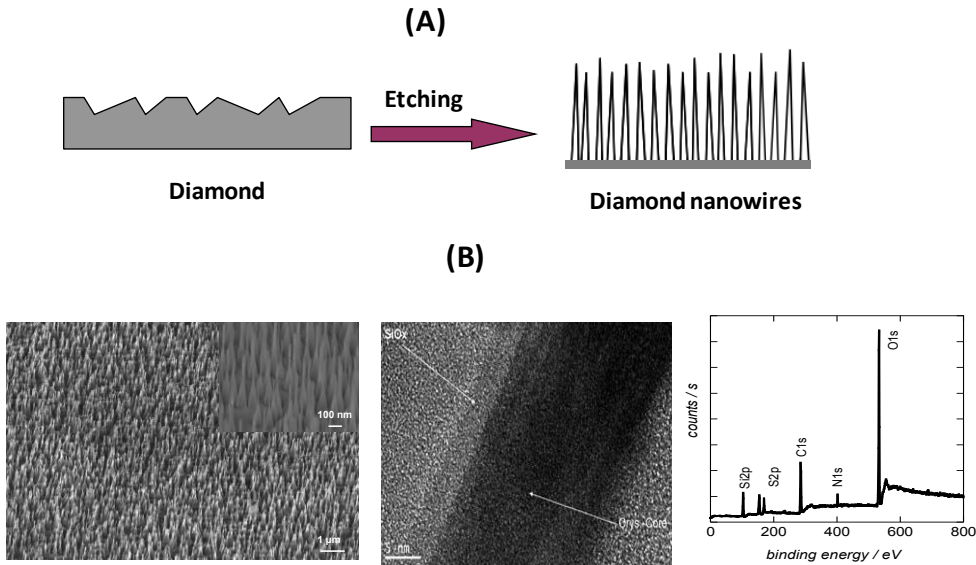 (A)
Etching
Diamond
Diamond nanowires
(B)
100 nm
1 µm
SiOx
Crys. Core
5 nm
counts / s
Si2p
S2p
C1s
N1s
O1s
0 200 400 600 800
binding energy / eV